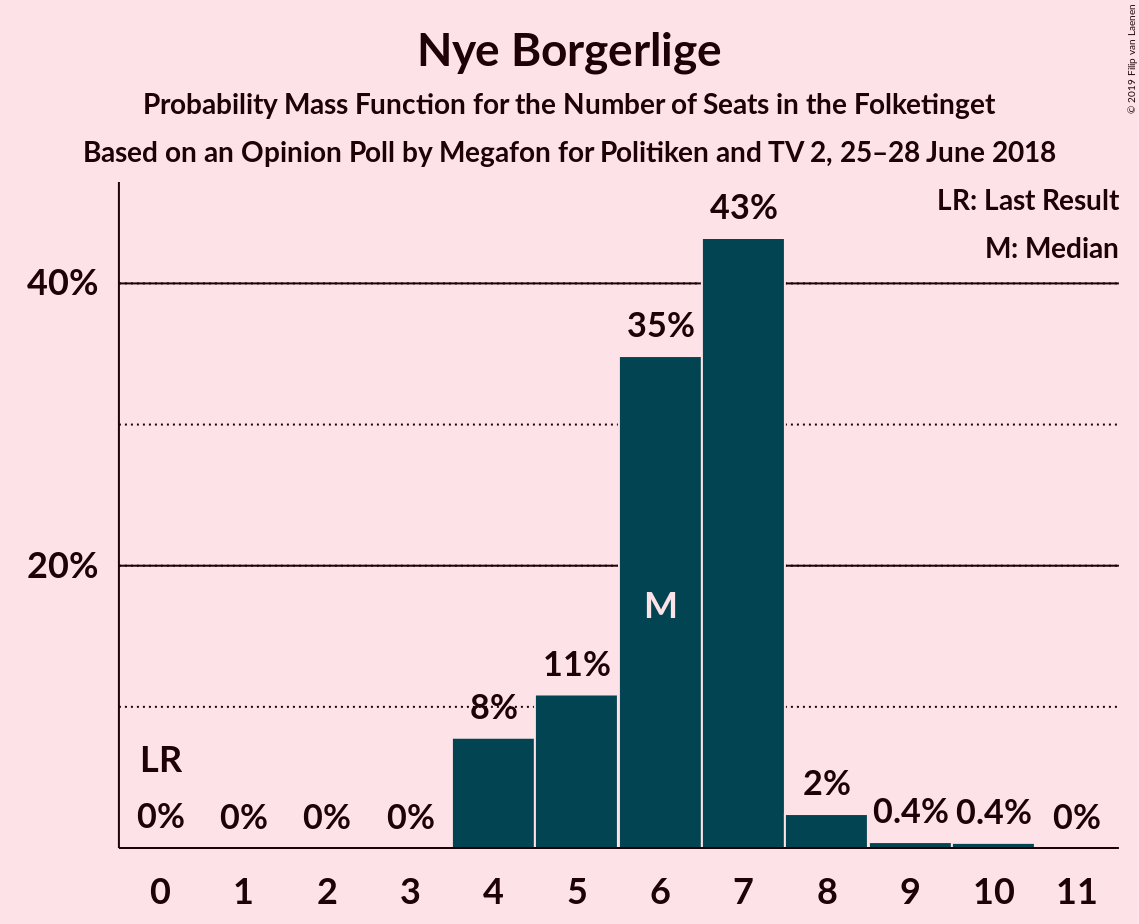 Nye Borgerlige
Probability Mass Function for the Number of Seats in the Folketinget
Based on an Opinion Poll by Megafon for Politiken and TV 2, 25–28 June 2018
© 2019 Filip van Laenen
LR: Last Result
M: Median
43%
40%
35%
20%
M
11%
8%
LR
2%
0% 0% 0% 0% 0.4% 0.4% 0%
0 1 2 3 4 5 6 7 8 9 10 11